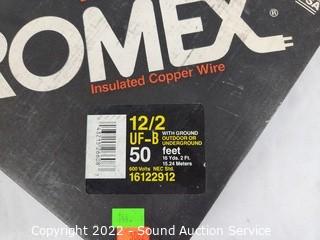 ROMEX®
Insulated Copper Wire
12/2
UF-B WITH GROUND
OUTDOOR OR
UNDERGROUND
50 feet
16 Yds. 2 Ft.
15.24 Meters
600 Volts NEC Std.
16122912
Copyright 2022 - Sound Auction Service